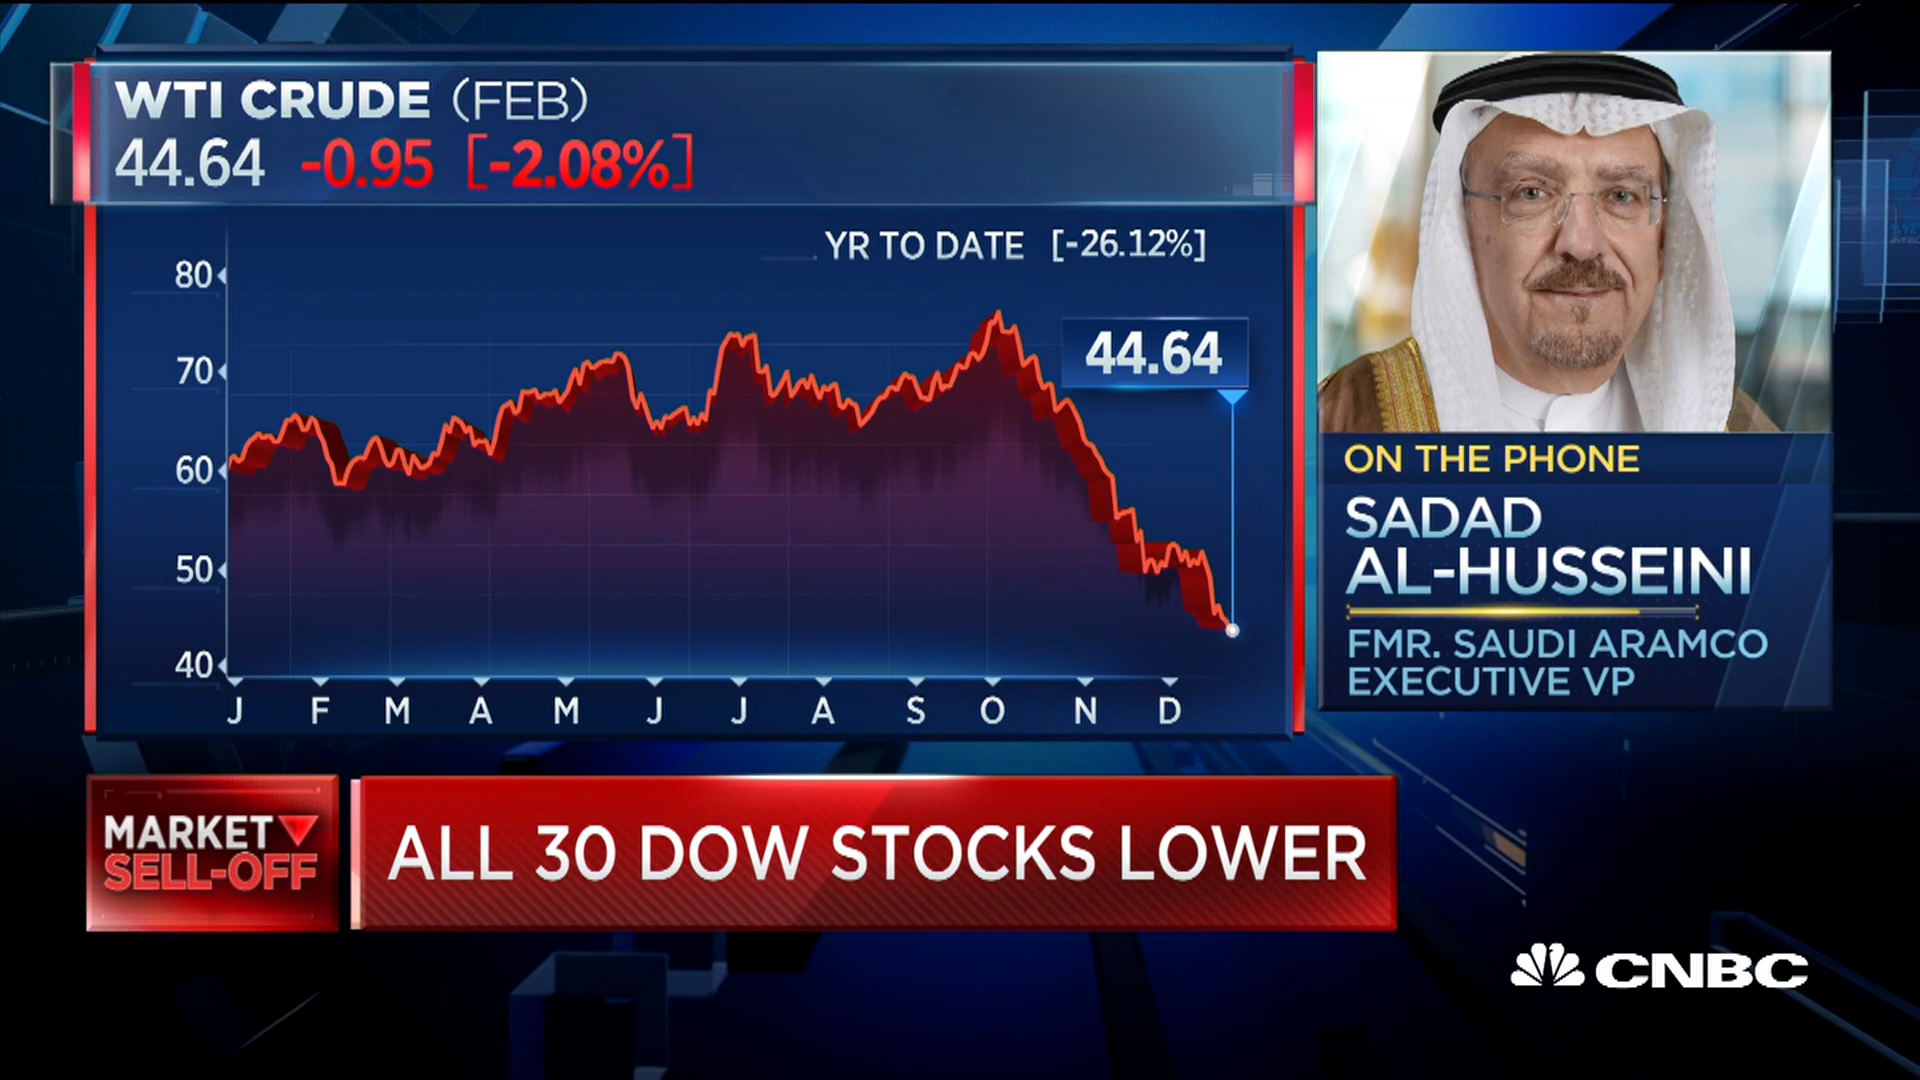 WTI CRUDE (FEB)
44.64 -0.95 [-2.08%]
YR TO DATE [-26.12%]
80
70
60
50
40
44.64
J F M A M J J A S O N D
ON THE PHONE
SADAD
AL-HUSSEINI
FMR. SAUDI ARAMCO
EXECUTIVE VP
MARKET
SELL-OFF
ALL 30 DOW STOCKS LOWER
CNBC